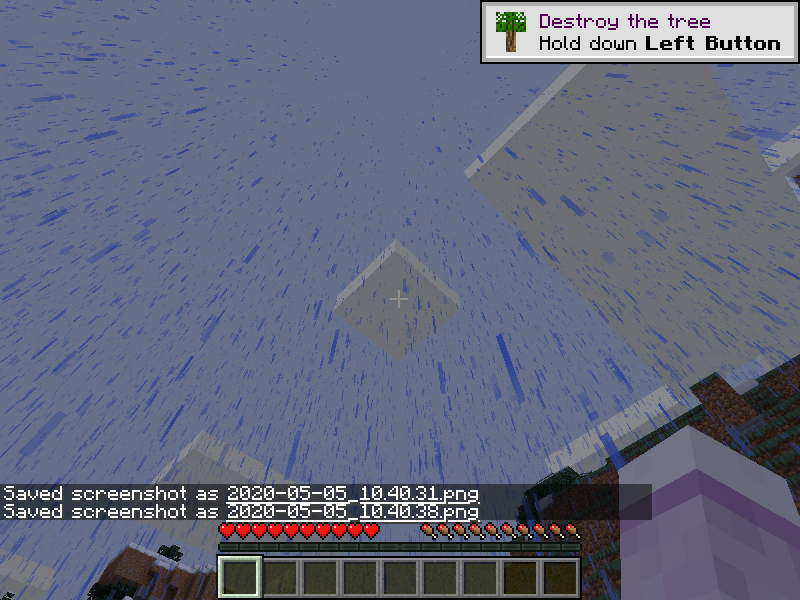 Destroy the tree
Hold down Left Button
Saved screenshot as 2020-05-05_10.40.31.png
Saved screenshot as 2020-05-05_10.40.38.png